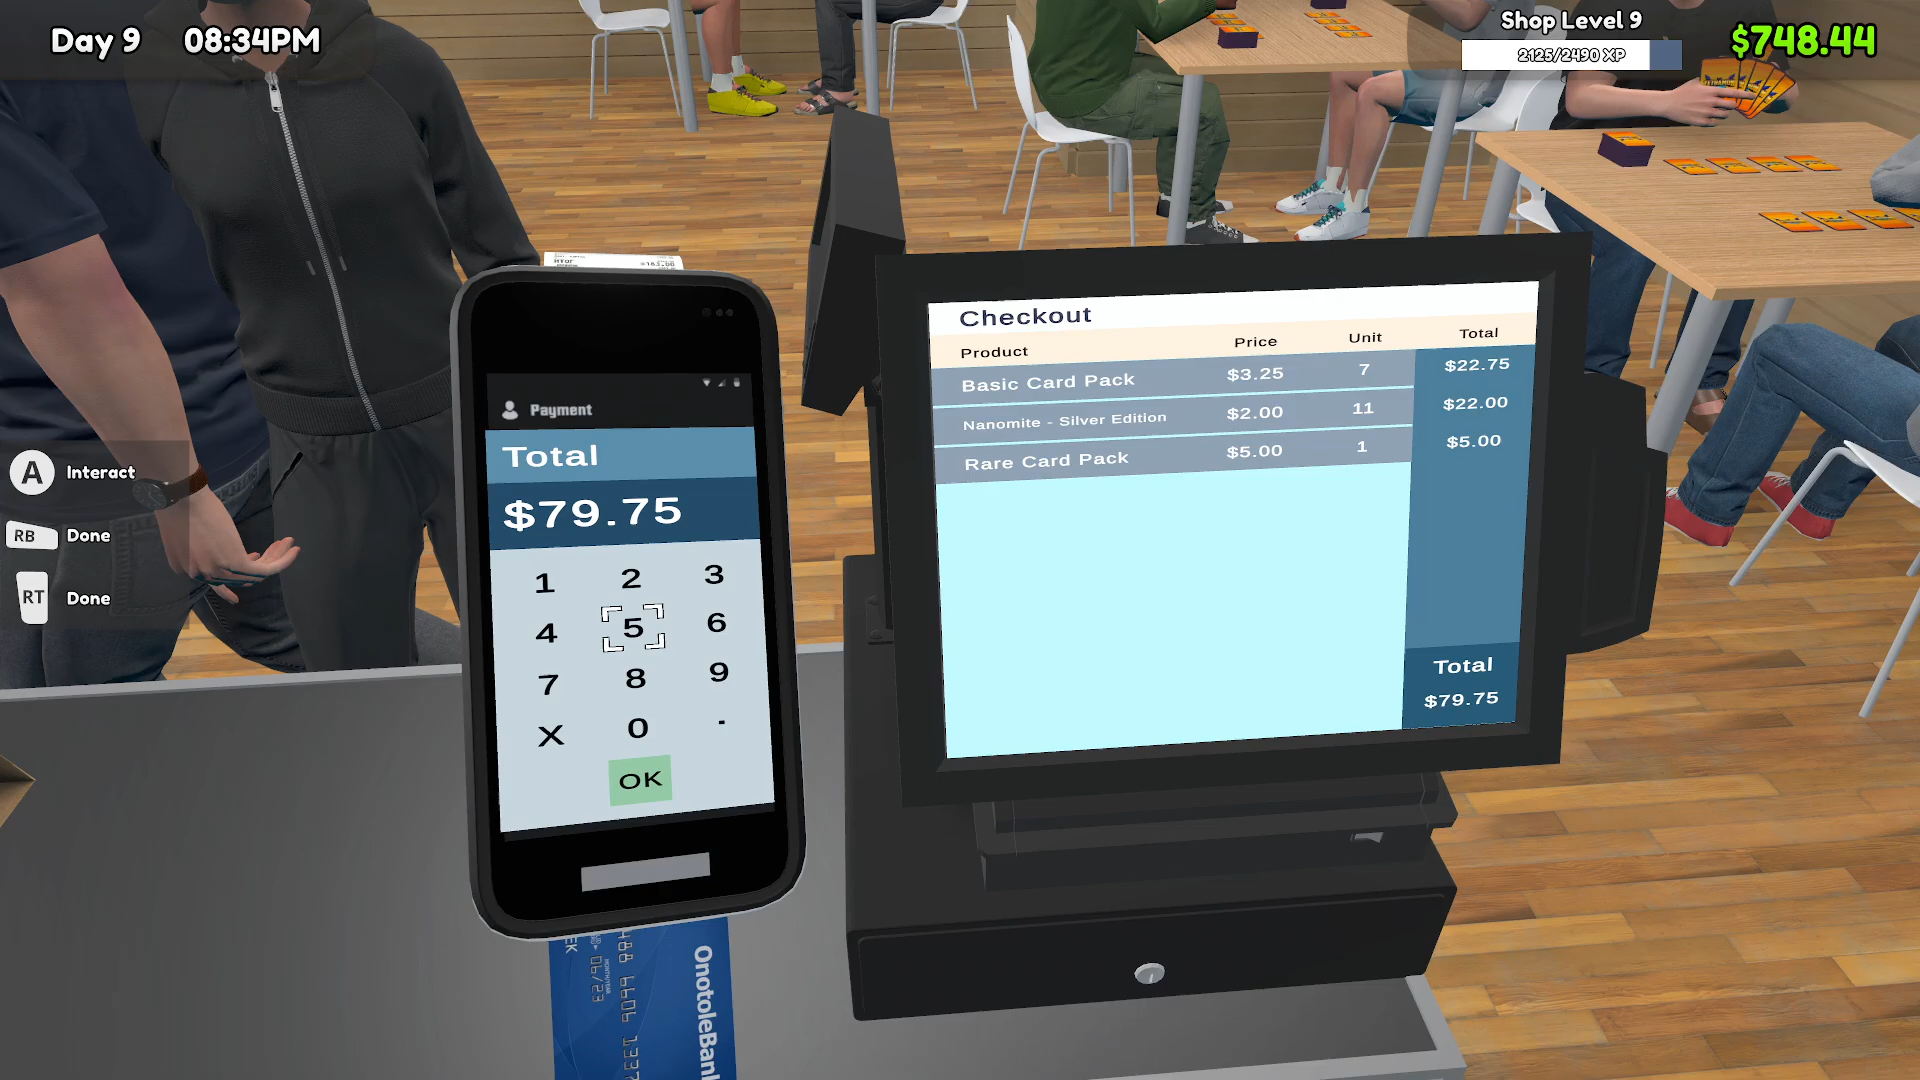 Day 9 08:34PM
Shop Level 9
2125/2490 XP
$748.44
A Interact
RB Done
RT Done
Payment
Total
$79.75
1 2 3
4 5 6
7 8 9
X 0 .
OK
Checkout
Product Price Unit Total
Basic Card Pack $3.25 7 $22.75
Nanomite - Silver Edition $2.00 11 $22.00
Rare Card Pack $5.00 1 $5.00
Total
$79.75
OnotoleBank
06/23